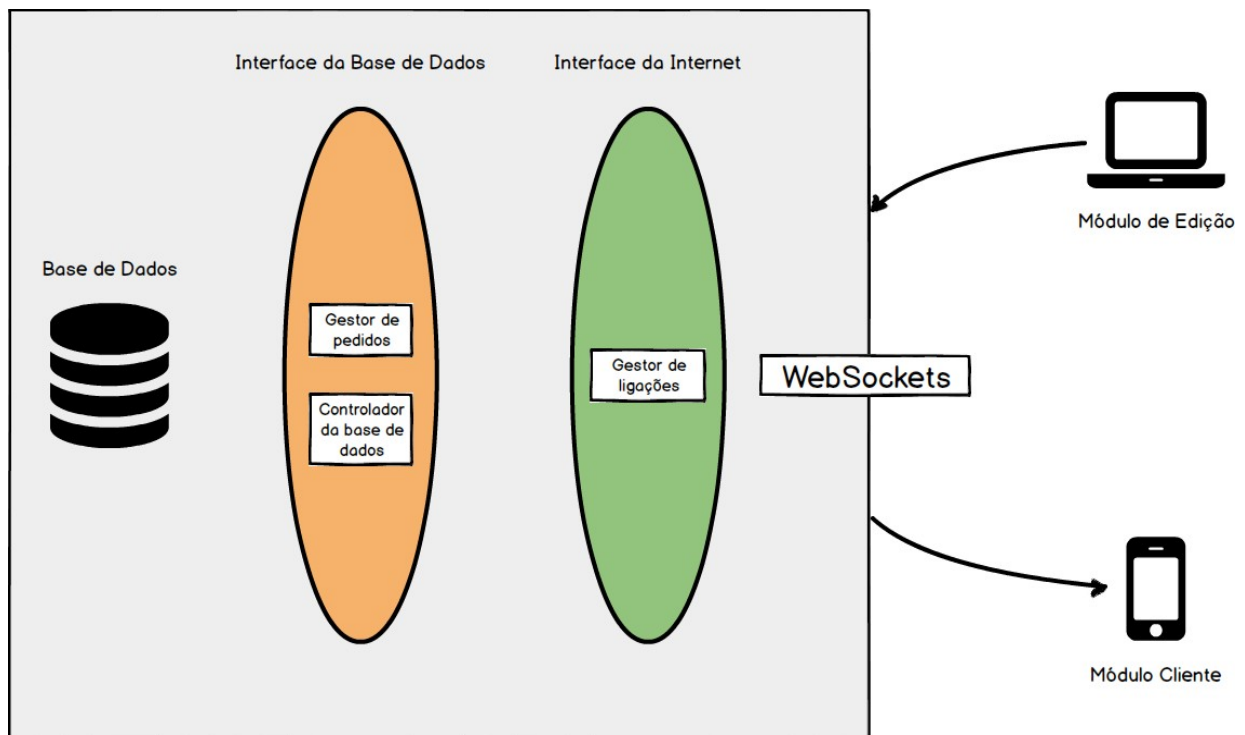 Interface da Base de Dados
Interface da Internet
Módulo de Edição
Base de Dados
Gestor de
pedidos
Controlador
da base de
dados
Gestor de
ligações
WebSockets
Módulo Cliente